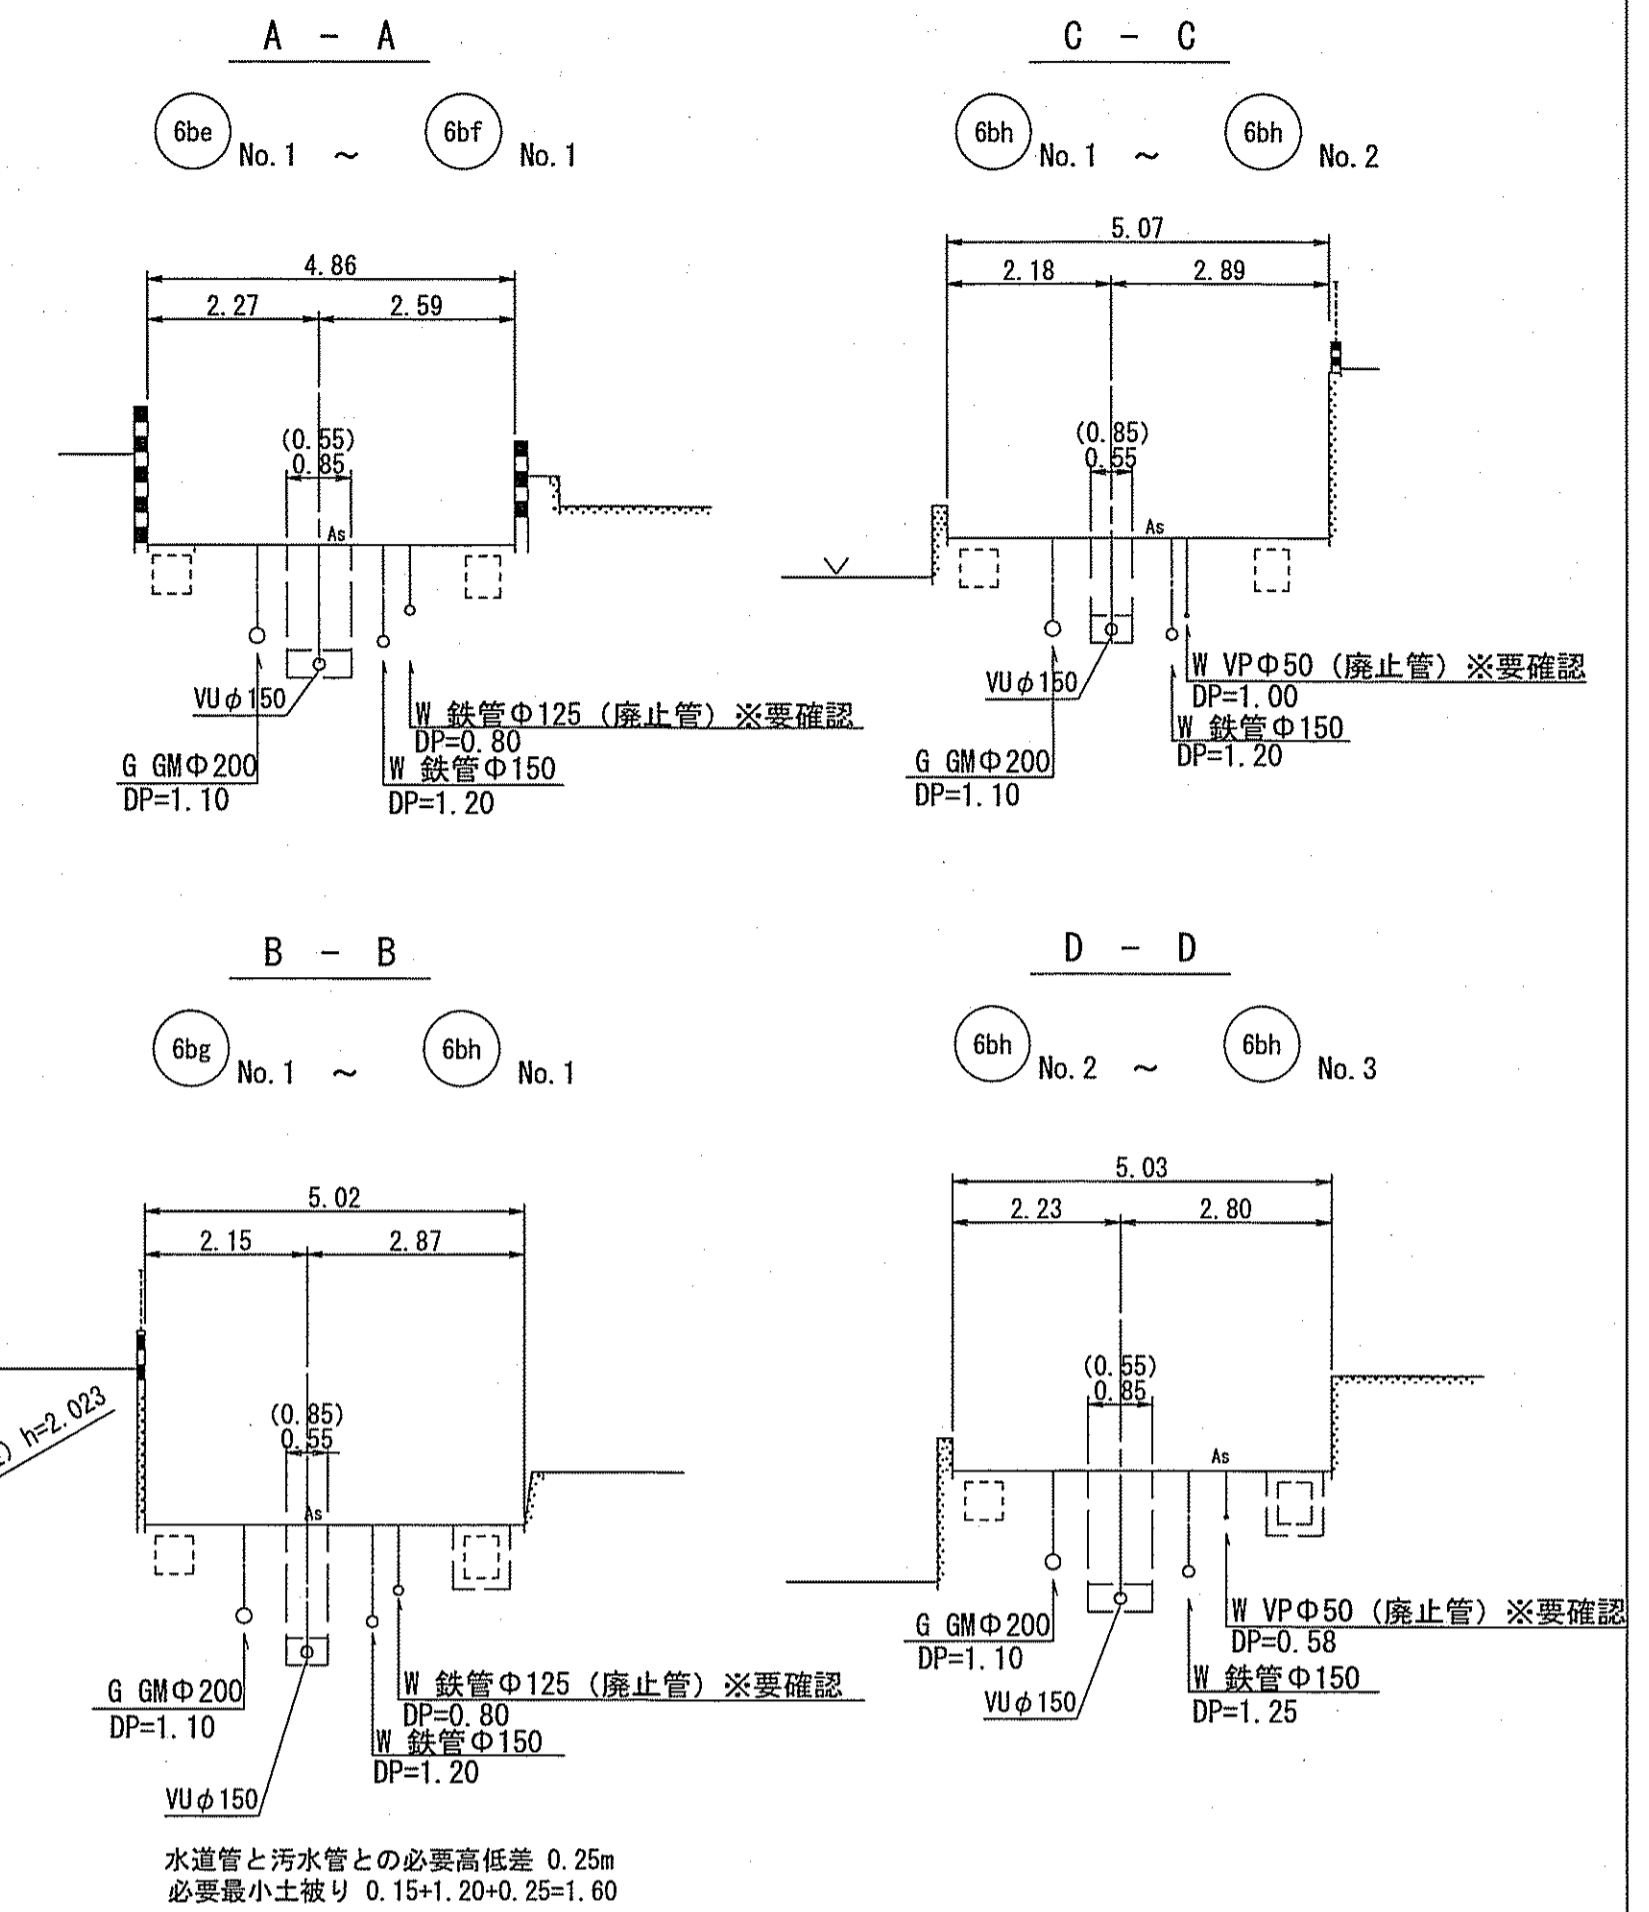 A - A
6be No.1 ～ 6bf No.1
4.86
2.27 2.59
(0.55)
0.85
As
VUφ150
W 鉄管Φ125 (廃止管) ※要確認
DP=0.80
G GMΦ200
DP=1.10
W 鉄管Φ150
DP=1.20
C - C
6bh No.1 ～ 6bh No.2
5.07
2.18 2.89
(0.85)
0.55
As
VUφ150
W VPΦ50 (廃止管) ※要確認
DP=1.00
W 鉄管Φ150
DP=1.20
G GMΦ200
DP=1.10
B - B
6bg No.1 ～ 6bh No.1
5.02
2.15 2.87
h=2.023
(0.85)
0.55
As
G GMΦ200
DP=1.10
W 鉄管Φ125 (廃止管) ※要確認
DP=0.80
W 鉄管Φ150
DP=1.20
VUφ150
水道管と汚水管との必要高低差 0.25m
必要最小土被り 0.15+1.20+0.25=1.60
D - D
6bh No.2 ～ 6bh No.3
5.03
2.23 2.80
(0.55)
0.85
As
G GMΦ200
DP=1.10
VUφ150
W VPΦ50 (廃止管) ※要確認
DP=0.58
W 鉄管Φ150
DP=1.25